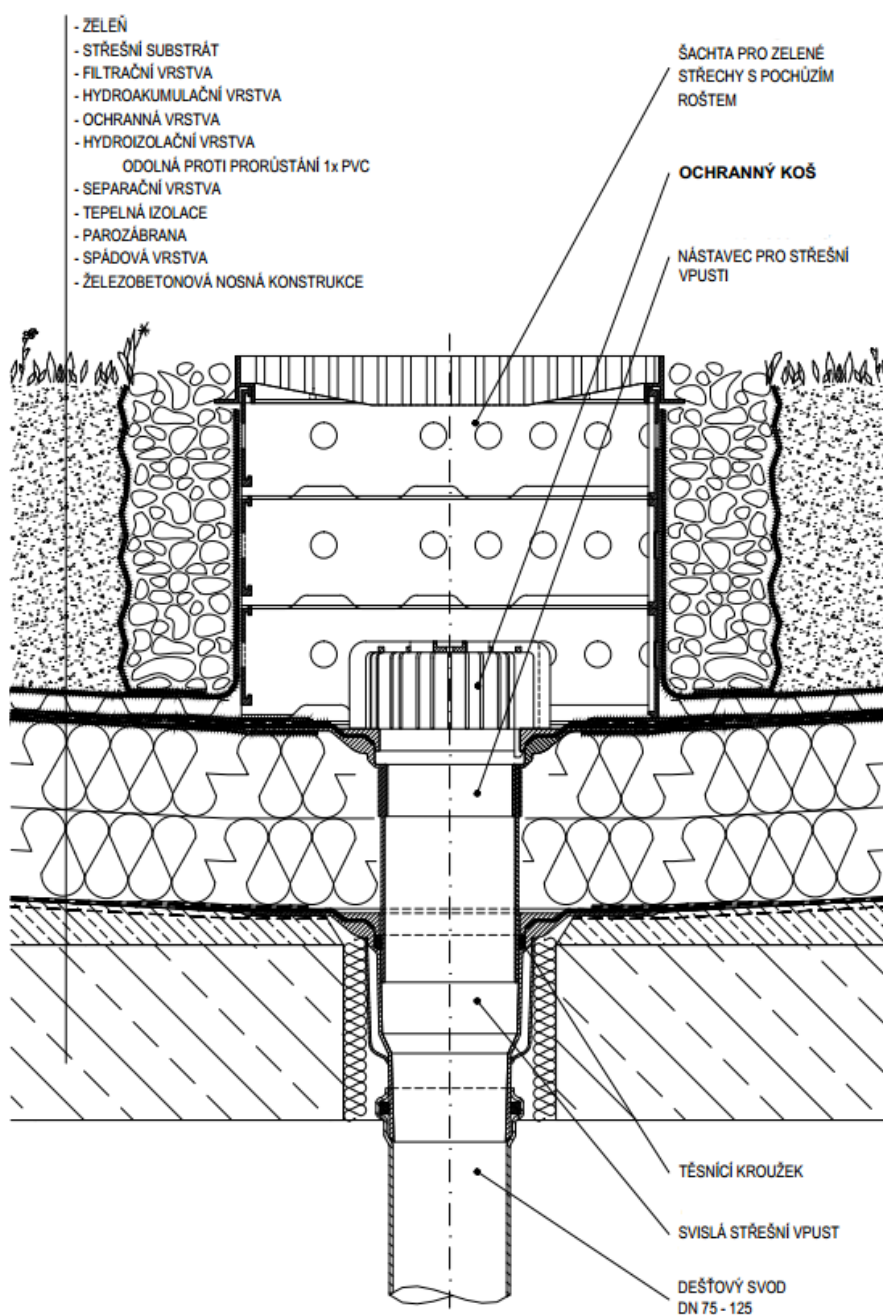 - ZELEŇ
- STŘEŠNÍ SUBSTRÁT
- FILTRAČNÍ VRSTVA
- HYDROAKUMULAČNÍ VRSTVA
- OCHRANNÁ VRSTVA
- HYDROIZOLAČNÍ VRSTVA
ODOLNÁ PROTI PRORŮSTÁNÍ 1x PVC
- SEPARAČNÍ VRSTVA
- TEPELNÁ IZOLACE
- PAROZÁBRANA
- SPÁDOVÁ VRSTVA
- ŽELEZOBETONOVÁ NOSNÁ KONSTRUKCE
ŠACHTA PRO ZELENÉ
STŘECHY S POCHŮZÍM
ROŠTEM
OCHRANNÝ KOŠ
NÁSTAVEC PRO STŘEŠNÍ
VPUSTI
TĚSNÍCÍ KROUŽEK
SVISLÁ STŘEŠNÍ VPUST
DEŠŤOVÝ SVOD
DN 75 - 125